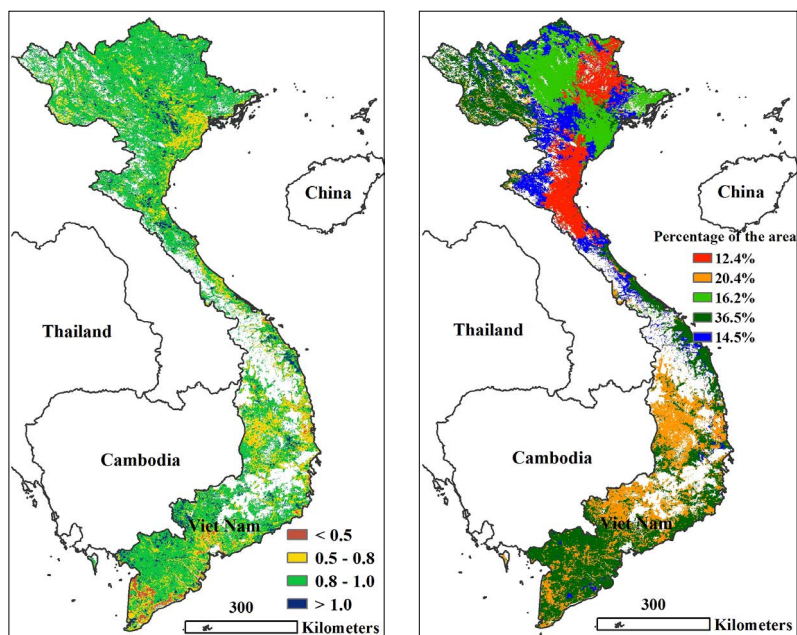 China
Thailand
Cambodia
Viet Nam
< 0.5
0.5 - 0.8
0.8 - 1.0
> 1.0
300
Kilometers
China
Percentage of the area
12.4%
20.4%
16.2%
36.5%
14.5%
Thailand
Cambodia
Viet Nam
300
Kilometers